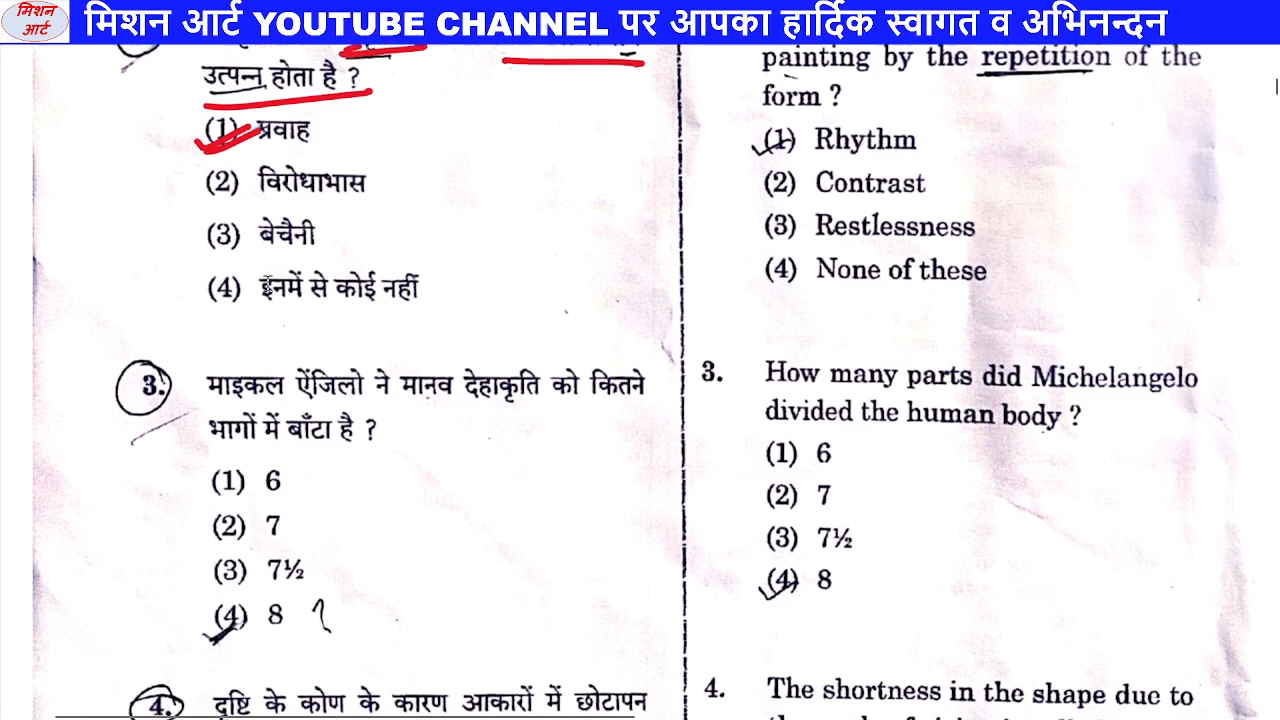 मिशन
आर्ट
मिशन आर्ट YOUTUBE CHANNEL पर आपका हार्दिक स्वागत व अभिनन्दन
उत्पन्न होता है ?
(1) प्रवाह
(2) विरोधाभास
(3) बेचैनी
(4) इनमें से कोई नहीं
3. माइकल ऐंजिलो ने मानव देहाकृति को कितने
भागों में बाँटा है ?
(1) 6
(2) 7
(3) 7½
(4) 8
4. दृष्टि के कोण के कारण आकारों में छोटापन
painting by the repetition of the
form ?
(1) Rhythm
(2) Contrast
(3) Restlessness
(4) None of these
3. How many parts did Michelangelo
divided the human body ?
(1) 6
(2) 7
(3) 7½
(4) 8
4. The shortness in the shape due to